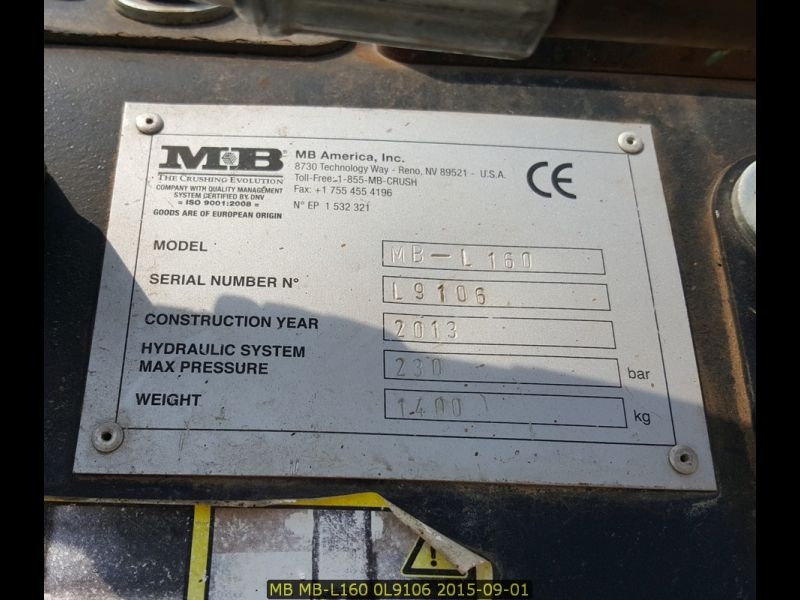 MB®
THE CRUSHING EVOLUTION
COMPANY WITH QUALITY MANAGEMENT
SYSTEM CERTIFIED BY DNV
= ISO 9001:2008 =
GOODS ARE OF EUROPEAN ORIGIN
MB America, Inc.
8730 Technology Way - Reno, NV 89521 - U.S.A.
Toll-Free: 1-855-MB-CRUSH
Fax: +1 755 455 4196
N° EP 1 532 321
CE
MODEL MB-L160
SERIAL NUMBER N° L9106
CONSTRUCTION YEAR 2013
HYDRAULIC SYSTEM
MAX PRESSURE 230 bar
WEIGHT 1400 kg
MB MB-L160 0L9106 2015-09-01